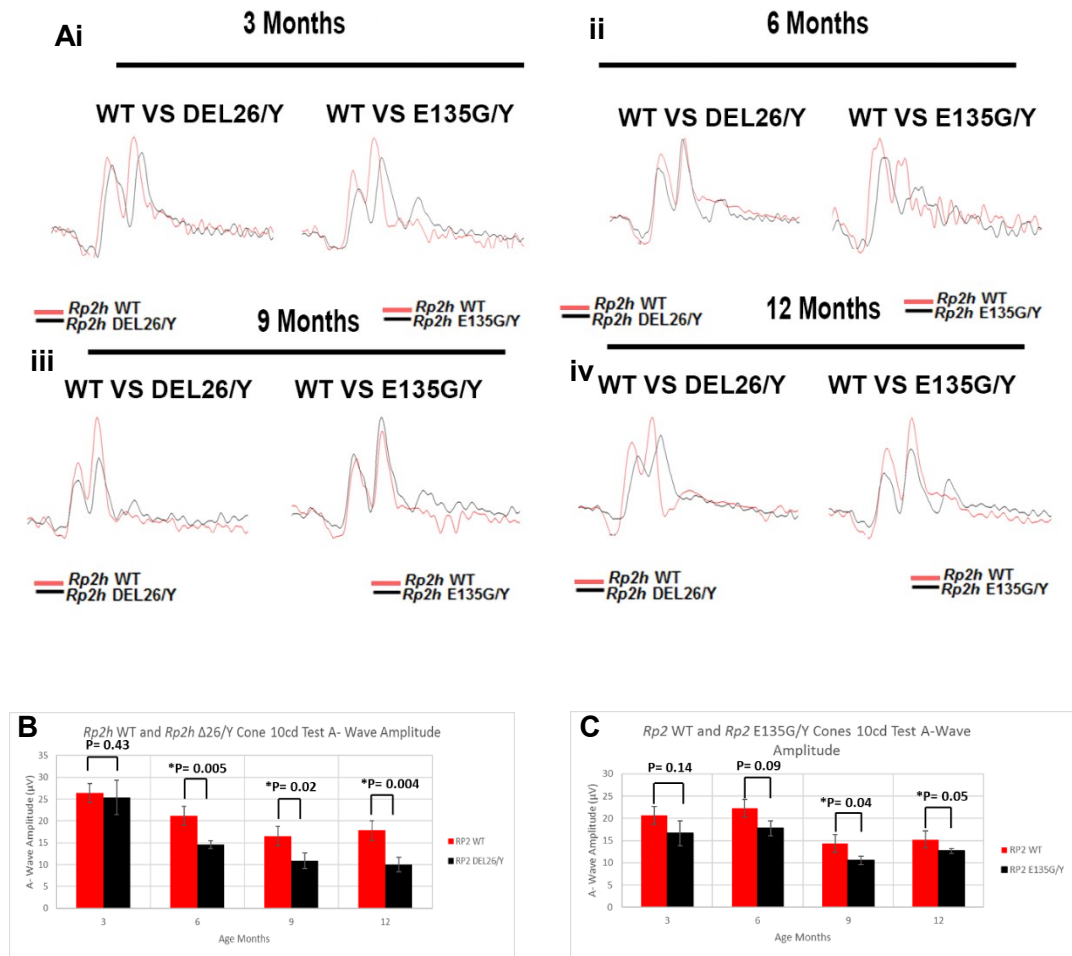 Ai
3 Months
ii
6 Months
WT VS DEL26/Y
WT VS E135G/Y
WT VS DEL26/Y
WT VS E135G/Y
Rp2h WT
Rp2h DEL26/Y
Rp2h WT
Rp2h E135G/Y
Rp2h WT
Rp2h DEL26/Y
Rp2h WT
Rp2h E135G/Y
iii
9 Months
iv
12 Months
WT VS DEL26/Y
WT VS E135G/Y
WT VS DEL26/Y
WT VS E135G/Y
Rp2h WT
Rp2h DEL26/Y
Rp2h WT
Rp2h E135G/Y
Rp2h WT
Rp2h DEL26/Y
Rp2h WT
Rp2h E135G/Y
B
Rp2h WT and Rp2h Δ26/Y Cone 10cd Test A- Wave Amplitude
P= 0.43
*P= 0.005
*P= 0.02
*P= 0.004
A- Wave Amplitude (µV)
35
30
25
20
15
10
5
0
3
6
9
12
Age Months
RP2 WT
RP2 DEL26/Y
C
Rp2 WT and Rp2 E135G/Y Cones 10cd Test A-Wave
Amplitude
P= 0.14
P= 0.09
*P= 0.04
*P= 0.05
A- Wave Amplitude (µV)
30
25
20
15
10
5
0
3
6
9
12
Age Months
RP2 WT
RP2 E135G/Y